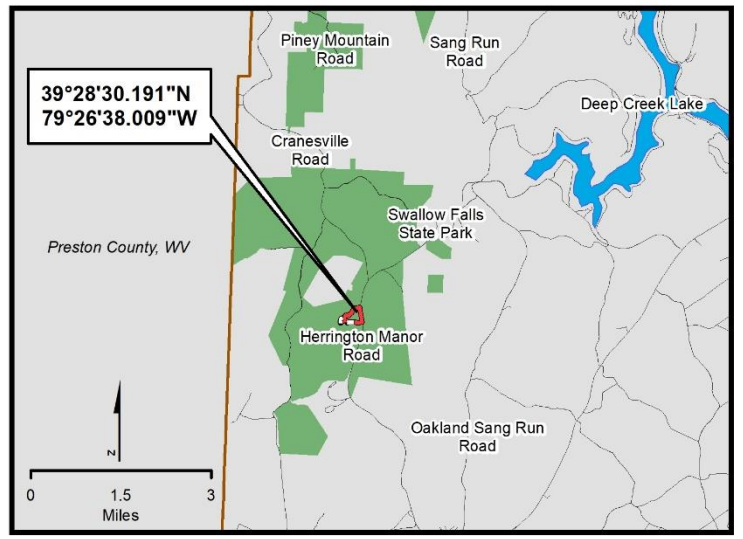 Piney Mountain
Road
Sang Run
Road
39°28'30.191"N
79°26'38.009"W
Deep Creek Lake
Cranesville
Road
Swallow Falls
State Park
Preston County, WV
Herrington Manor
Road
Oakland Sang Run
Road
N
0 1.5 3
Miles